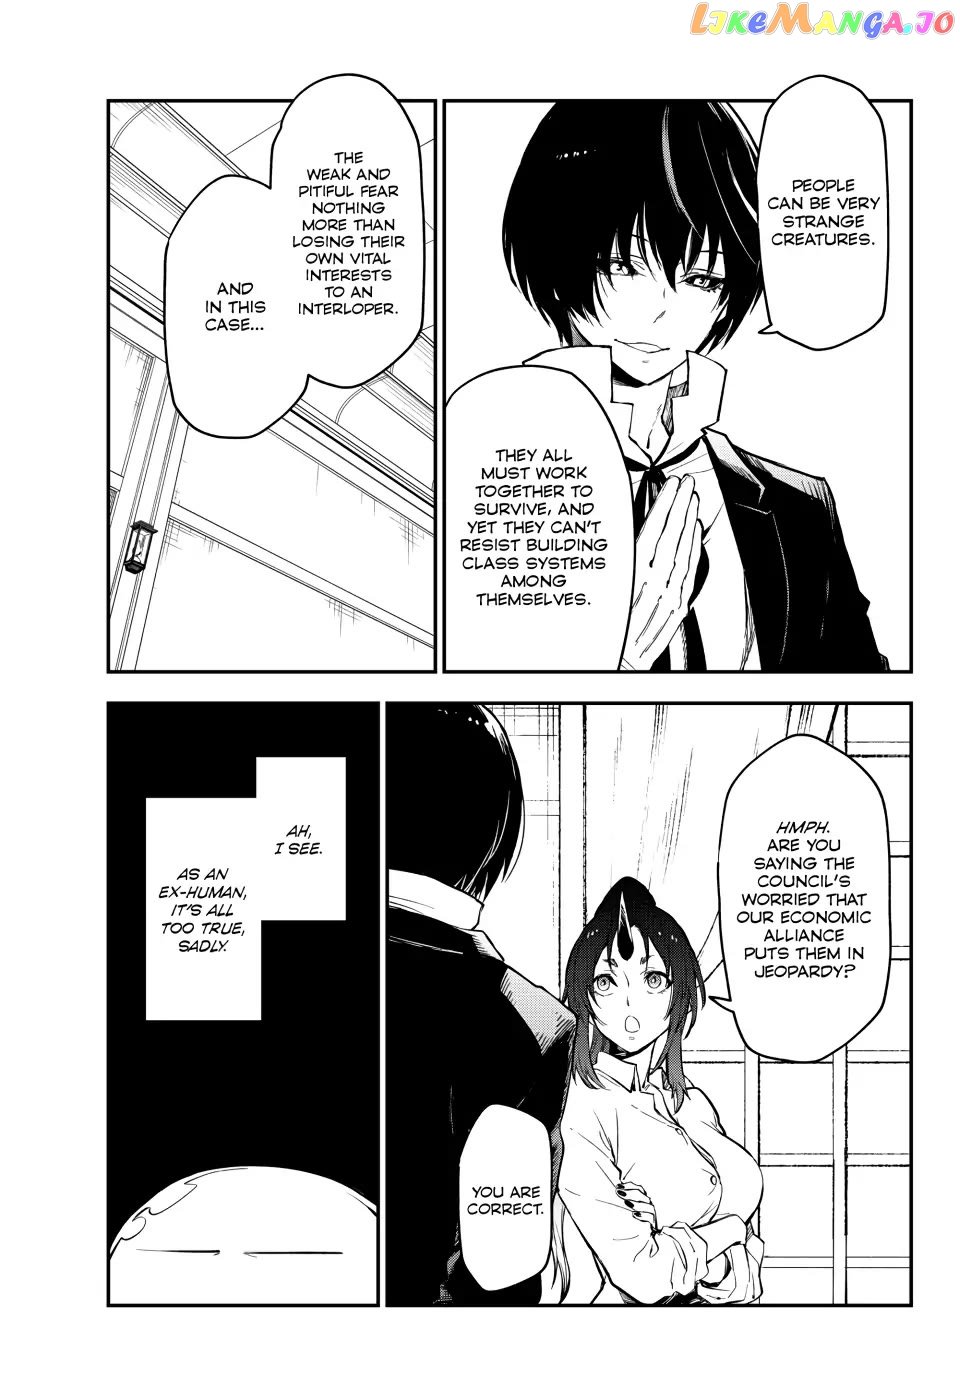 LIKEMANGA.IO
PEOPLE
CAN BE VERY
STRANGE
CREATURES.
THEY ALL
MUST WORK
TOGETHER TO
SURVIVE, AND
YET THEY CAN'T
RESIST BUILDING
CLASS SYSTEMS
AMONG
THEMSELVES.
THE
WEAK AND
PITIFUL FEAR
NOTHING
MORE THAN
LOSING THEIR
OWN VITAL
INTERESTS
TO AN
INTERLOPER.
AND
IN THIS
CASE...
HMPH.
ARE YOU
SAYING THE
COUNCIL'S
WORRIED THAT
OUR ECONOMIC
ALLIANCE
PUTS THEM IN
JEOPARDY?
YOU ARE
CORRECT.
AH,
I SEE.
AS AN
EX-HUMAN,
IT'S ALL
TOO TRUE,
SADLY.